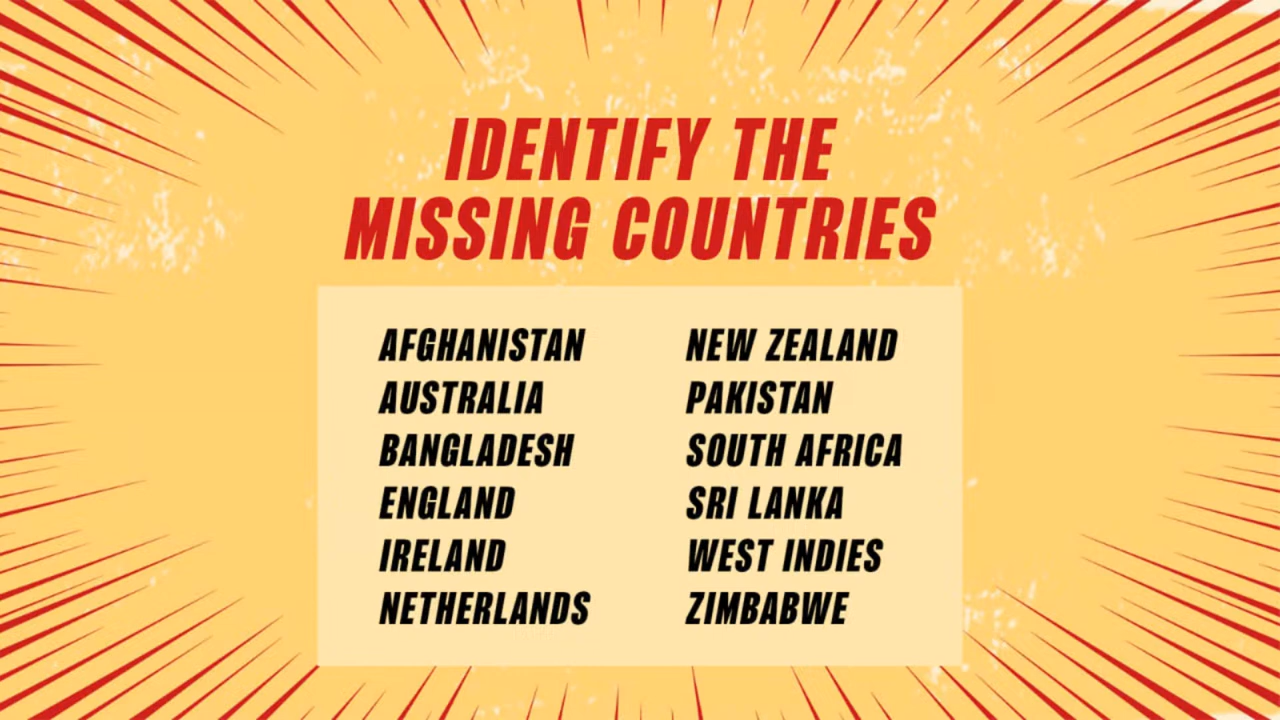 IDENTIFY THE
MISSING COUNTRIES
AFGHANISTAN
AUSTRALIA
BANGLADESH
ENGLAND
IRELAND
NETHERLANDS
NEW ZEALAND
PAKISTAN
SOUTH AFRICA
SRI LANKA
WEST INDIES
ZIMBABWE